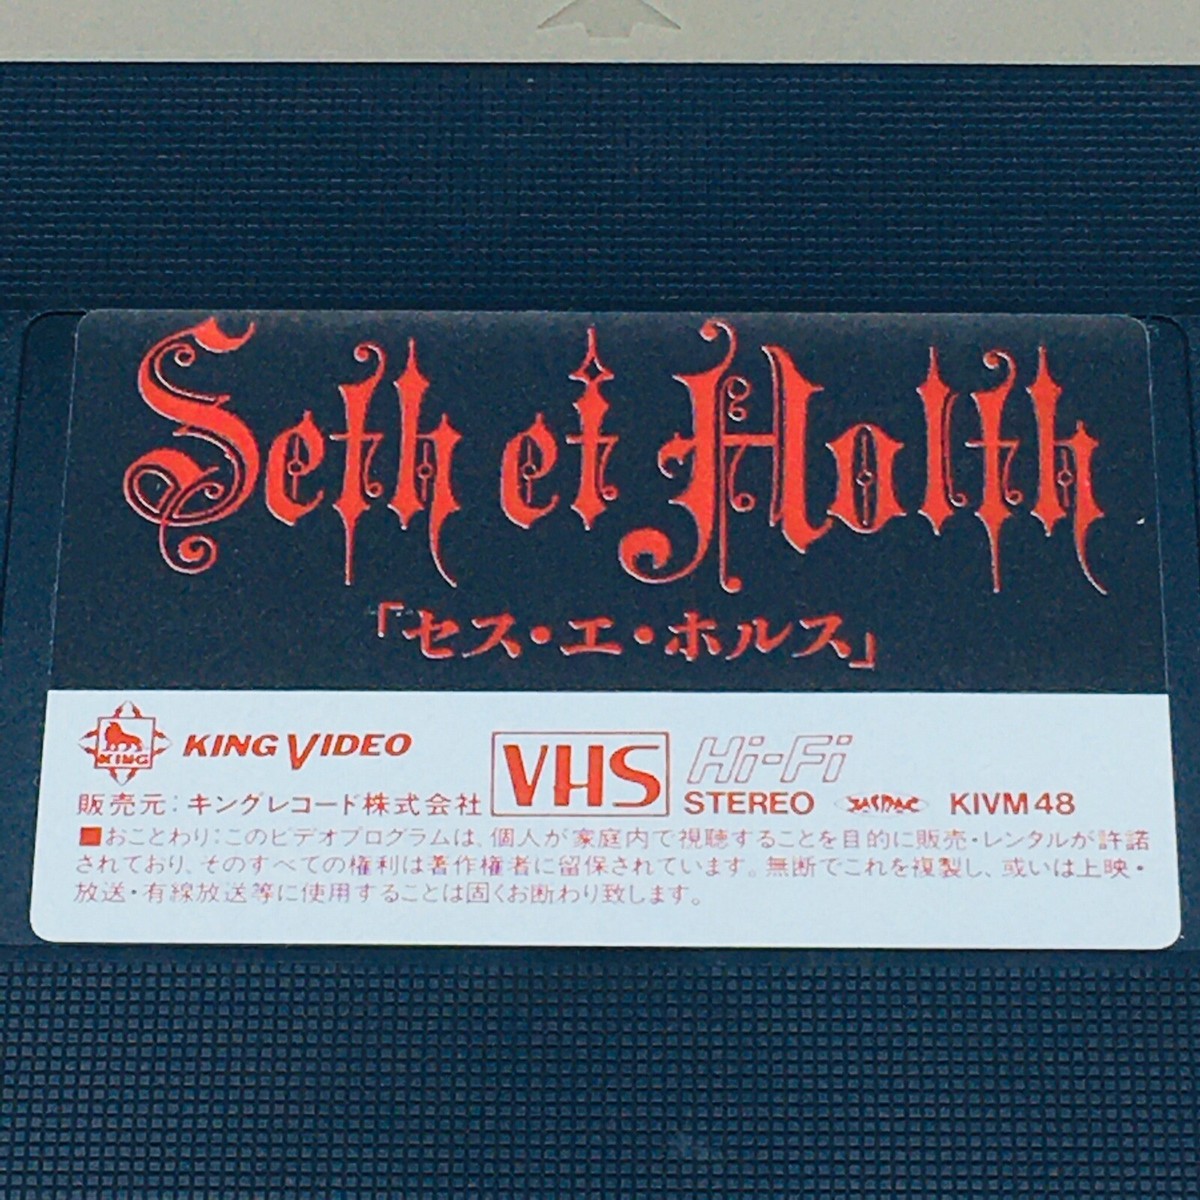 Seth et Holth
「セス・エ・ホルス」
KING
KING VIDEO
VHS
Hi-Fi
STEREO
JASRAC
KIVM 48
販売元：キングレコード株式会社
■おことわり：このビデオプログラムは、個人が家庭内で視聴することを目的に販売・レンタルが許諾
されており、そのすべての権利は著作権者に留保されています。無断でこれを複製し、或いは上映・
放送・有線放送等に使用することは固くお断わり致します。